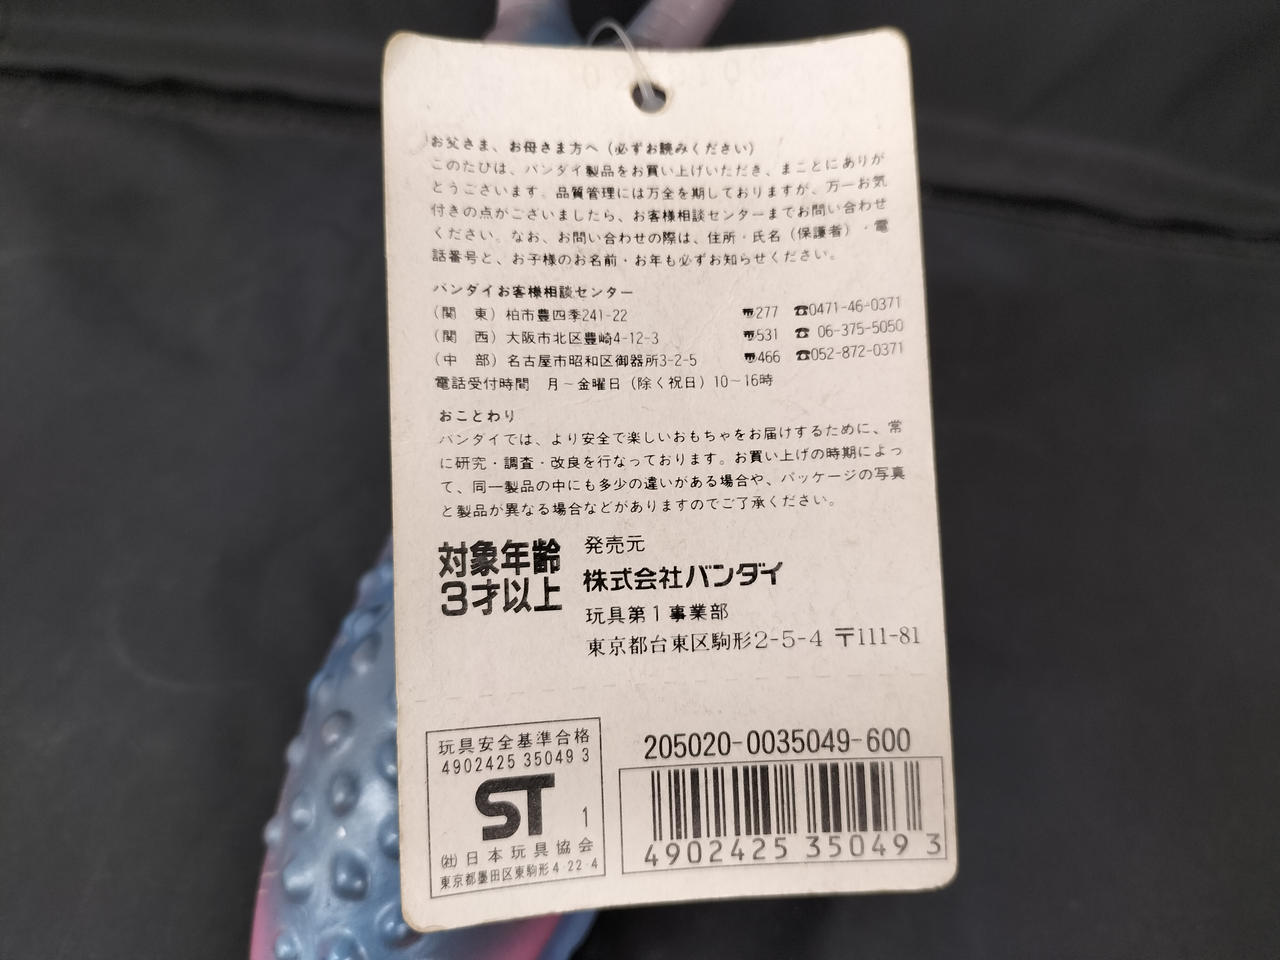 お父さま、お母さま方へ（必ずお読みください）
このたびは、バンダイ製品をお買い上げいただき、まことにありが
とうございます。品質管理には万全を期しておりますが、万一お気
付きの点がございましたら、お客様相談センターまでお問い合わせ
ください。なお、お問い合わせの際は、住所・氏名（保護者）・電
話番号と、お子様のお名前・お年も必ずお知らせください。
バンダイお客様相談センター
（関　東）柏市豊四季241-22　〠277　☎0471-46-0371
（関　西）大阪市北区豊崎4-12-3　〠531　☎06-375-5050
（中　部）名古屋市昭和区御器所3-2-5　〠466　☎052-872-0371
電話受付時間　月～金曜日（除く祝日）10～16時
おことわり
バンダイでは、より安全で楽しいおもちゃをお届けするために、常
に研究・調査・改良を行なっております。お買い上げの時期によっ
て、同一製品の中にも多少の違いがある場合や、パッケージの写真
と製品が異なる場合などがありますのでご了承ください。
対象年齢
3才以上
発売元
株式会社バンダイ
玩具第1事業部
東京都台東区駒形2-5-4 〒111-81
玩具安全基準合格
4902425 35049 3
ST
1
㈳日本玩具協会
東京都墨田区東駒形4-22-4
205020-0035049-600
4902425 35049 3